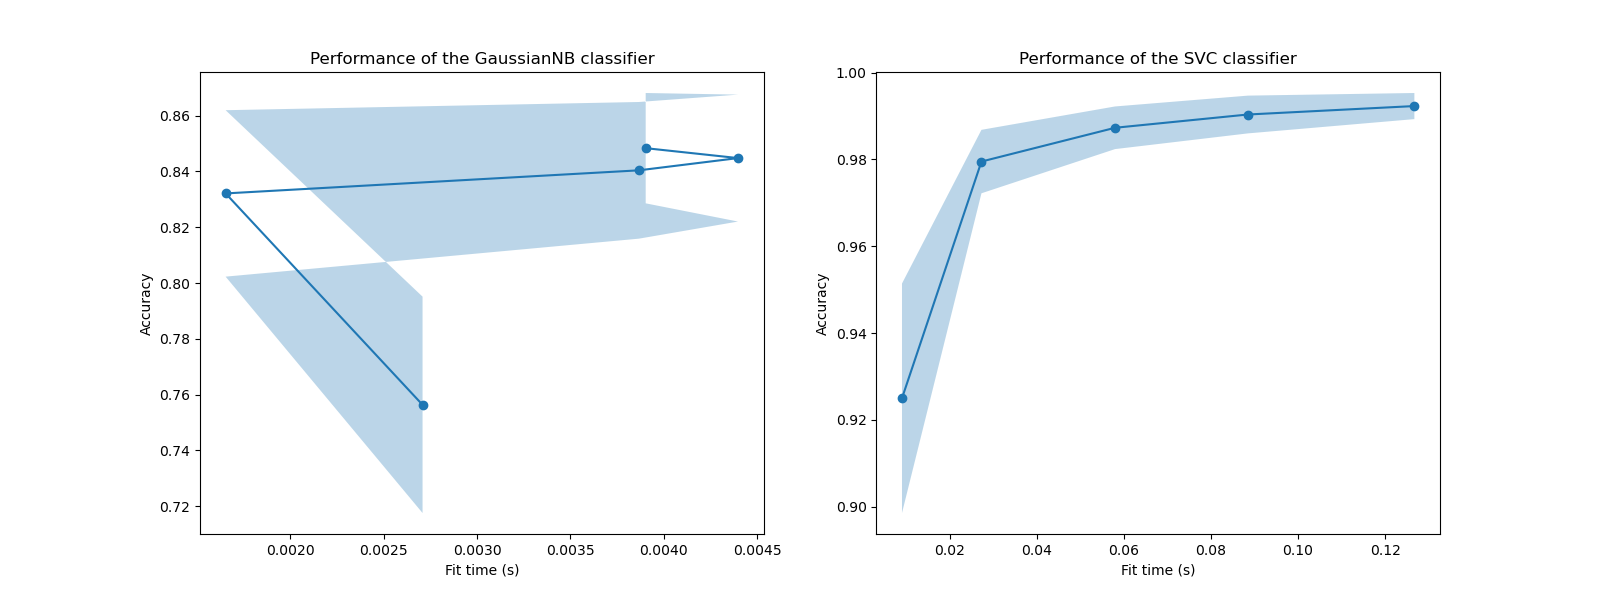 Performance of the GaussianNB classifier
Accuracy
0.86
0.84
0.82
0.80
0.78
0.76
0.74
0.72
0.0020 0.0025 0.0030 0.0035 0.0040 0.0045
Fit time (s)
Performance of the SVC classifier
Accuracy
1.00
0.98
0.96
0.94
0.92
0.90
0.02 0.04 0.06 0.08 0.10 0.12
Fit time (s)